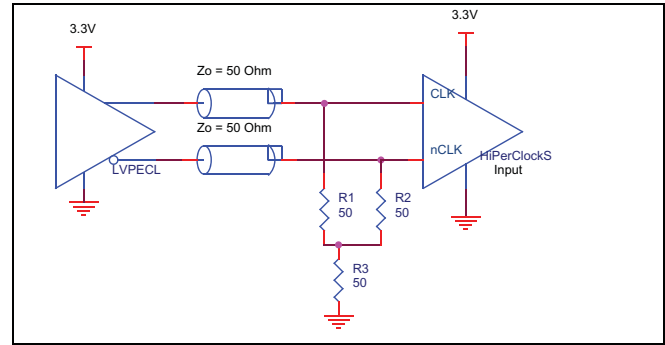 3.3V
3.3V
Zo = 50 Ohm
CLK
Zo = 50 Ohm
nCLK
HiPerClockS
LVPECL
Input
R1
50
R2
50
R3
50